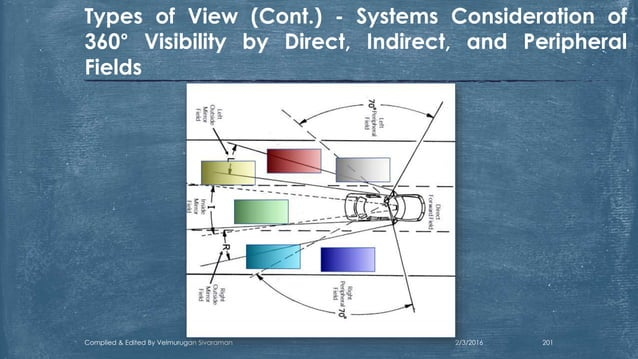 Types of View (Cont.) - Systems Consideration of
360° Visibility by Direct, Indirect, and Peripheral
Fields
70°
Left
Peripheral
Field
Left
Outside
Mirror
Field
L
Inside
Mirror
Field
I
Direct
Forward Field
R
Right
Outside
Mirror
Field
Right
Peripheral
Field
70°
Complied & Edited By Velmurugan Sivaraman
2/3/2016
201